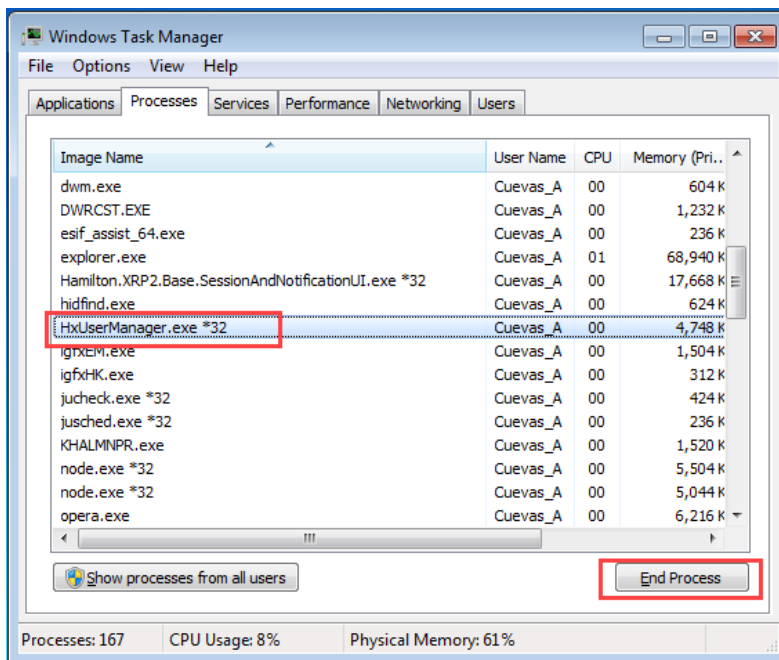 Windows Task Manager
File Options View Help
Applications Processes Services Performance Networking Users
Image Name User Name CPU Memory (Pri...
dwm.exe Cuevas_A 00 604 K
DWRCST.EXE Cuevas_A 00 1,232 K
esif_assist_64.exe Cuevas_A 00 236 K
explorer.exe Cuevas_A 01 68,940 K
Hamilton.XRP2.Base.SessionAndNotificationUI.exe *32 Cuevas_A 00 17,668 K
hidfind.exe Cuevas_A 00 624 K
HxUserManager.exe *32 Cuevas_A 00 4,748 K
igfxEM.exe Cuevas_A 00 1,504 K
igfxHK.exe Cuevas_A 00 312 K
jucheck.exe *32 Cuevas_A 00 424 K
jusched.exe *32 Cuevas_A 00 236 K
KHALMNPR.exe Cuevas_A 00 1,520 K
node.exe *32 Cuevas_A 00 5,504 K
node.exe *32 Cuevas_A 00 5,044 K
opera.exe Cuevas_A 00 6,216 K
Show processes from all users End Process
Processes: 167 CPU Usage: 8% Physical Memory: 61%